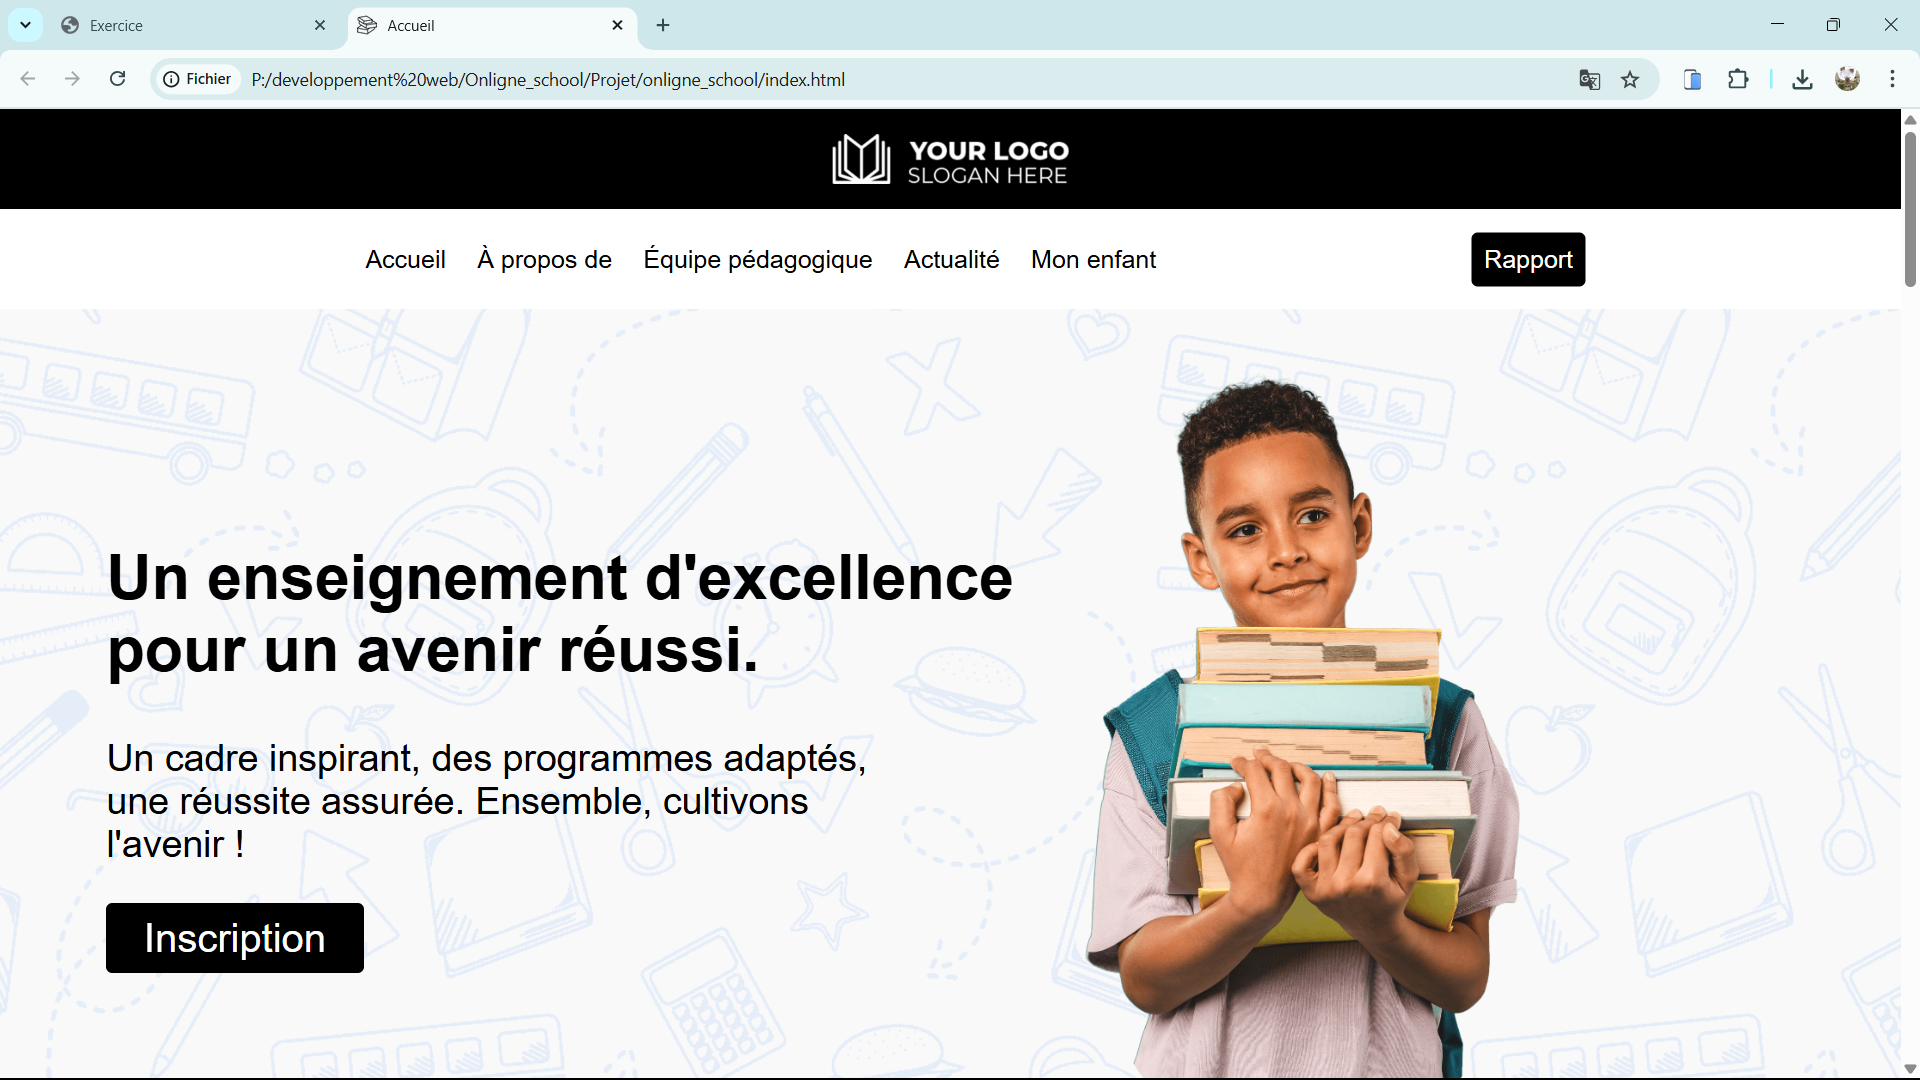 Exercice
Accueil
Fichier
P:/developpement%20web/Onligne_school/Projet/onligne_school/index.html
YOUR LOGO
SLOGAN HERE
Accueil
À propos de
Équipe pédagogique
Actualité
Mon enfant
Rapport
Un enseignement d'excellence
pour un avenir réussi.
Un cadre inspirant, des programmes adaptés,
une réussite assurée. Ensemble, cultivons
l'avenir !
Inscription